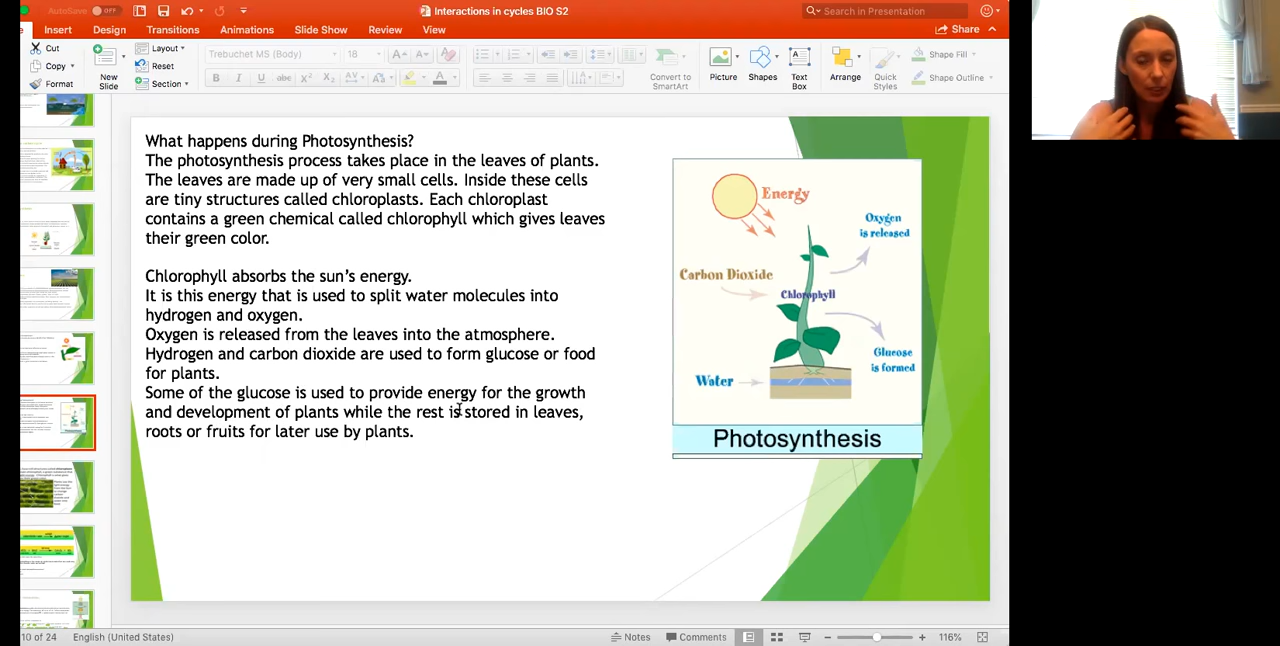 AutoSave OFF
Interactions in cycles BIO S2
Search in Presentation
Insert Design Transitions Animations Slide Show Review View
Share
Cut
Copy
Format
New
Slide
Layout
Reset
Section
Trebuchet MS (Body)
18
Convert to
SmartArt
Picture
Shapes
Text
Box
Arrange
Quick
Styles
Shape Fill
Shape Outline
What happens during Photosynthesis?
The photosynthesis process takes place in the leaves of plants.
The leaves are made up of very small cells. Inside these cells
are tiny structures called chloroplasts. Each chloroplast
contains a green chemical called chlorophyll which gives leaves
their green color.
Chlorophyll absorbs the sun's energy.
It is this energy that is used to split water molecules into
hydrogen and oxygen.
Oxygen is released from the leaves into the atmosphere.
Hydrogen and carbon dioxide are used to form glucose or food
for plants.
Some of the glucose is used to provide energy for the growth
and development of plants while the rest is stored in leaves,
roots or fruits for later use by plants.
Energy
Oxygen
is released
Carbon Dioxide
Chlorophyll
Glucose
is formed
Water
Photosynthesis
10 of 24
English (United States)
Notes
Comments
116%